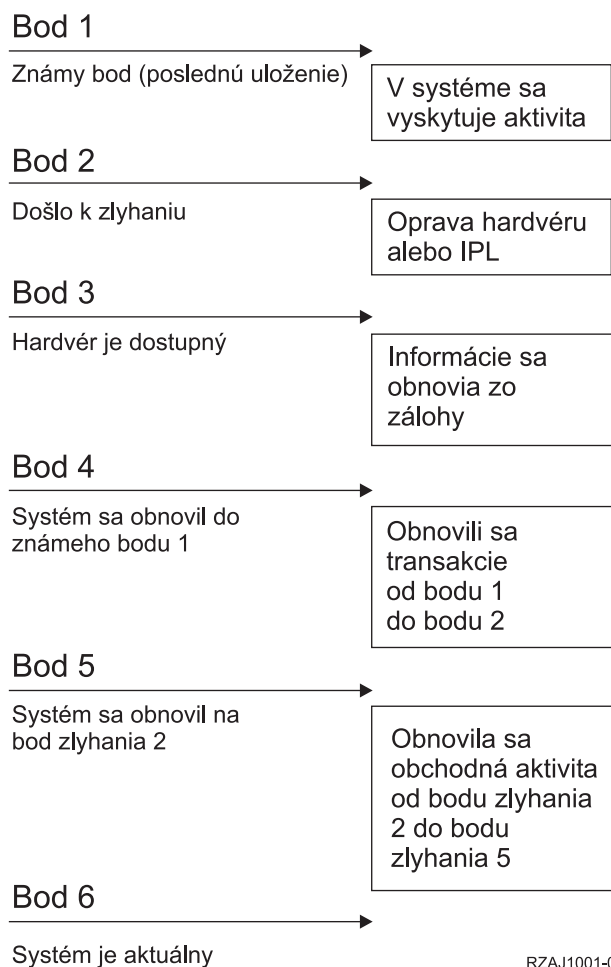 Bod 1
Známy bod (poslednú uloženie)
V systéme sa
vyskytuje aktivita
Bod 2
Došlo k zlyhaniu
Oprava hardvéru
alebo IPL
Bod 3
Hardvér je dostupný
Informácie sa
obnovia zo
zálohy
Bod 4
Systém sa obnovil do
známeho bodu 1
Obnovili sa
transakcie
od bodu 1
do bodu 2
Bod 5
Systém sa obnovil na
bod zlyhania 2
Obnovila sa
obchodná aktivita
od bodu zlyhania
2 do bodu
zlyhania 5
Bod 6
Systém je aktuálny
RZAJ1001-0